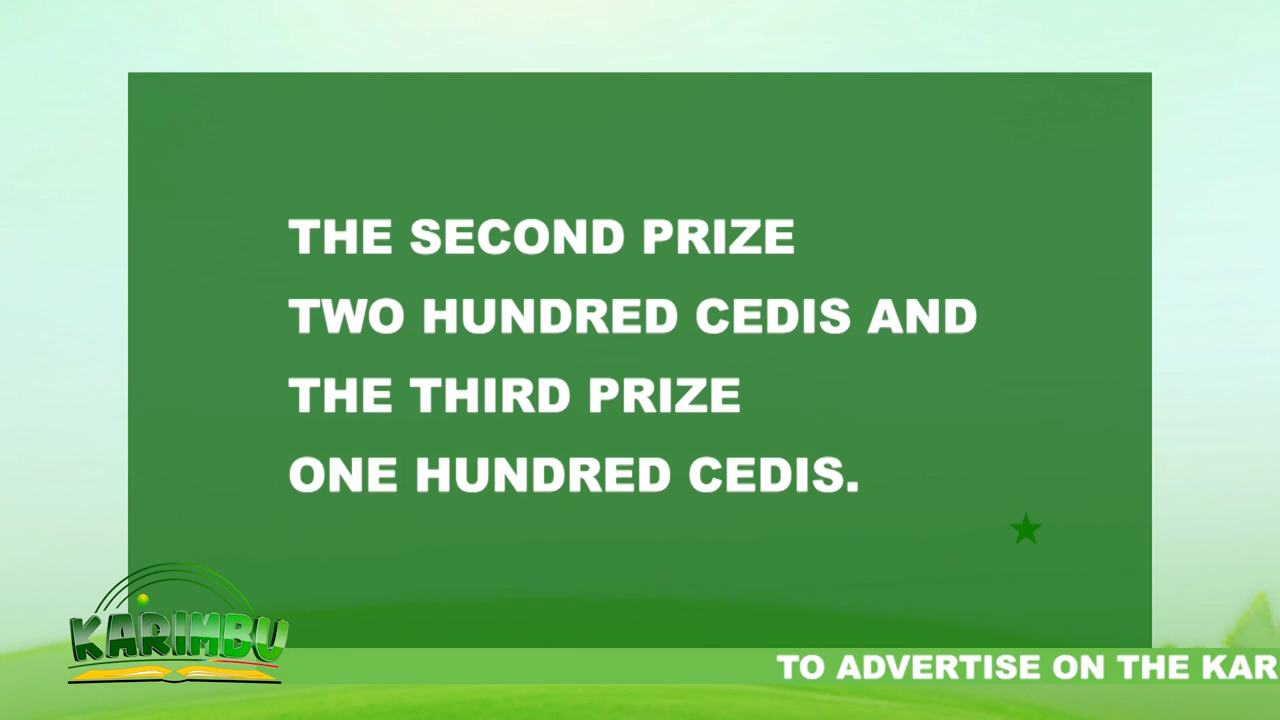 THE SECOND PRIZE
TWO HUNDRED CEDIS AND
THE THIRD PRIZE
ONE HUNDRED CEDIS.
KARIMBU
TO ADVERTISE ON THE KAR